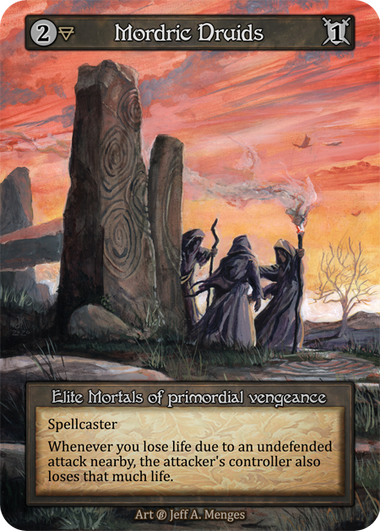 2
Mordric Druids
1
Elite Mortals of primordial vengeance
Spellcaster
Whenever you lose life due to an undefended
attack nearby, the attacker's controller also
loses that much life.
Art @ Jeff A. Menges